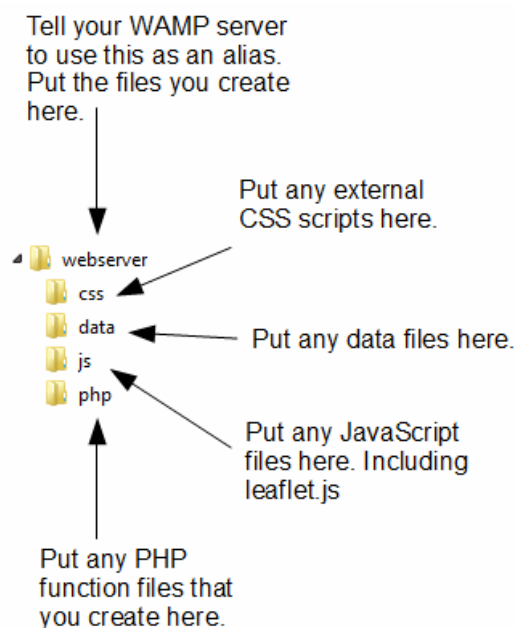 Tell your WAMP server
to use this as an alias.
Put the files you create
here.
Put any external
CSS scripts here.
webserver
css
data
Put any data files here.
js
php
Put any JavaScript
files here. Including
leaflet.js
Put any PHP
function files that
you create here.